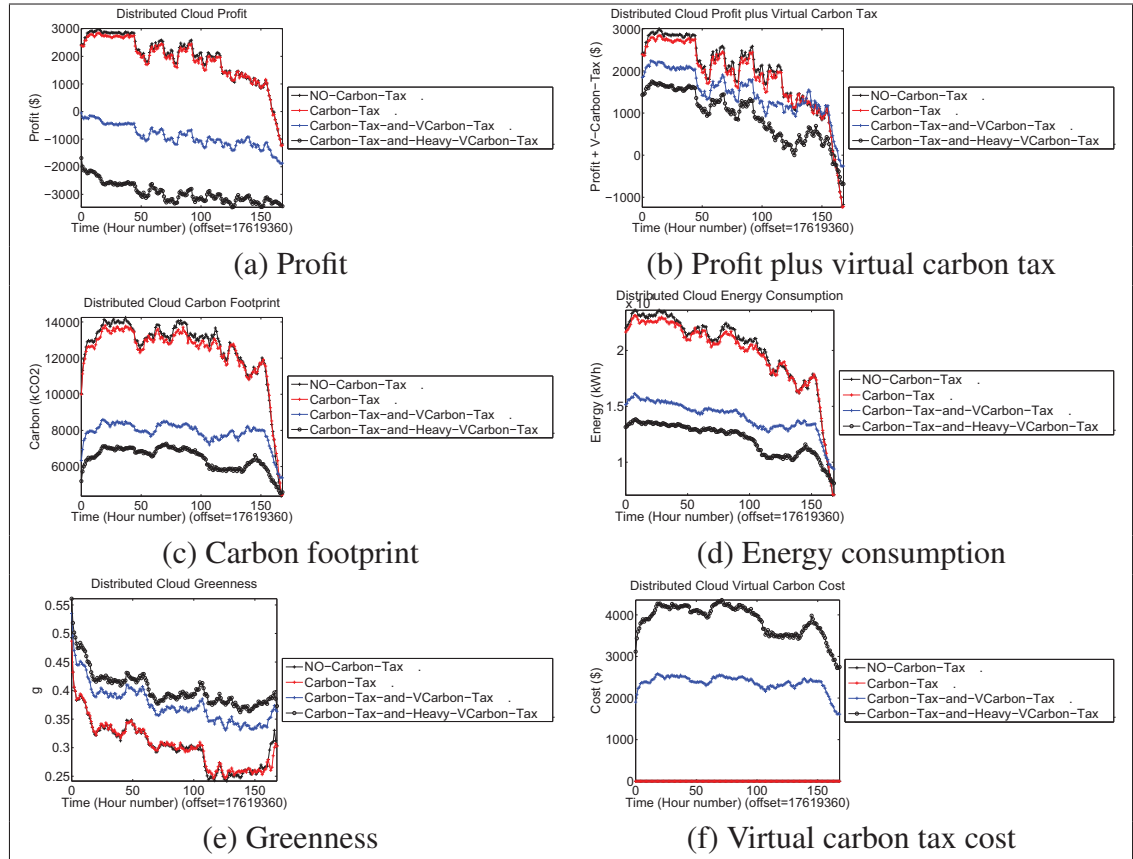 Distributed Cloud Profit
3000
2000
1000
0
−1000
−2000
−3000
Profit ($)
0 50 100 150
Time (Hour number) (offset=17619360)
NO−Carbon−Tax .
Carbon−Tax .
Carbon−Tax−and−VCarbon−Tax .
Carbon−Tax−and−Heavy−VCarbon−Tax
(a) Profit
Distributed Cloud Profit plus Virtual Carbon Tax
3000
2000
1000
0
−1000
Profit + V−Carbon−Tax ($)
0 50 100 150
Time (Hour number) (offset=17619360)
NO−Carbon−Tax .
Carbon−Tax .
Carbon−Tax−and−VCarbon−Tax .
Carbon−Tax−and−Heavy−VCarbon−Tax
(b) Profit plus virtual carbon tax
Distributed Cloud Carbon Footprint
14000
12000
10000
8000
6000
Carbon (kCO2)
0 50 100 150
Time (Hour number) (offset=17619360)
NO−Carbon−Tax .
Carbon−Tax .
Carbon−Tax−and−VCarbon−Tax .
Carbon−Tax−and−Heavy−VCarbon−Tax
(c) Carbon footprint
Distributed Cloud Energy Consumption
x 10
2
1.5
1
Energy (kWh)
0 50 100 150
Time (Hour number) (offset=17619360)
NO−Carbon−Tax .
Carbon−Tax .
Carbon−Tax−and−VCarbon−Tax .
Carbon−Tax−and−Heavy−VCarbon−Tax
(d) Energy consumption
Distributed Cloud Greenness
0.55
0.5
0.45
0.4
0.35
0.3
0.25
g
0 50 100 150
Time (Hour number) (offset=17619360)
NO−Carbon−Tax .
Carbon−Tax .
Carbon−Tax−and−VCarbon−Tax .
Carbon−Tax−and−Heavy−VCarbon−Tax
(e) Greenness
Distributed Cloud Virtual Carbon Cost
4000
3000
2000
1000
0
Cost ($)
0 50 100 150
Time (Hour number) (offset=17619360)
NO−Carbon−Tax .
Carbon−Tax .
Carbon−Tax−and−VCarbon−Tax .
Carbon−Tax−and−Heavy−VCarbon−Tax
(f) Virtual carbon tax cost